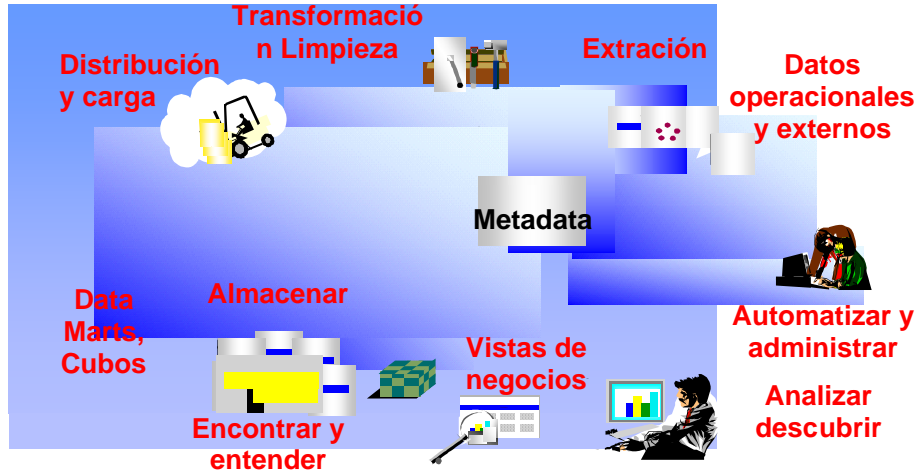 Transformació
n Limpieza
Extración
Distribución
y carga
Datos
operacionales
y externos
Metadata
Data
Marts,
Cubos
Almacenar
Automatizar y
administrar
Vistas de
negocios
Analizar
descubrir
Encontrar y
entender